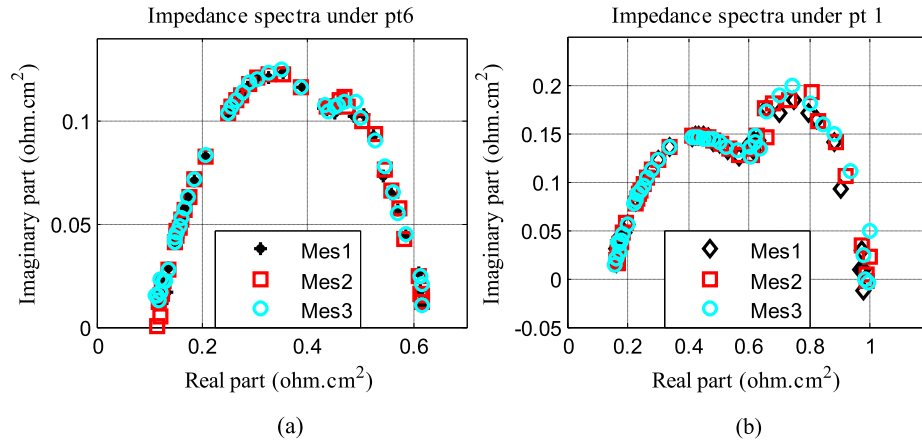 Impedance spectra under pt6
Imaginary part (ohm.cm²)
0.1
0.05
0
0 0.2 0.4 0.6
Mes1
Mes2
Mes3
Real part (ohm.cm²)
(a)
Impedance spectra under pt 1
Imaginary part (ohm.cm²)
0.2
0.15
0.1
0.05
0
-0.05
0 0.2 0.4 0.6 0.8 1
Mes1
Mes2
Mes3
Real part (ohm.cm²)
(b)